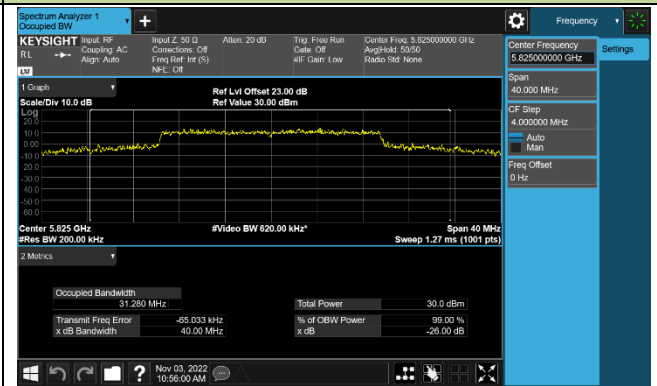 Spectrum Analyzer 1
Occupied BW
Frequency
KEYSIGHT
Input: RF
Coupling: AC
Align: Auto
Input Z: 50 Ω
Corrections: Off
Freq Ref: Int (S)
NFE: Off
Atten: 20 dB
Trig: Free Run
Gate: Off
#IF Gain: Low
Center Freq: 5.825000000 GHz
Avg|Hold: 50/50
Radio Std: None
RL
LXI
Center Frequency
5.825000000 GHz
Settings
Span
40.000 MHz
CF Step
4.000000 MHz
Auto
Man
Freq Offset
0 Hz
1 Graph
Scale/Div 10.0 dB
Ref Lvl Offset 23.00 dB
Ref Value 30.00 dBm
Log
20.0
10.0
0.00
-10.0
-20.0
-30.0
-40.0
-50.0
-60.0
Center 5.825 GHz
#Video BW 620.00 kHz*
Span 40 MHz
#Res BW 200.00 kHz
Sweep 1.27 ms (1001 pts)
2 Metrics
Occupied Bandwidth
31.280 MHz
Total Power
30.0 dBm
Transmit Freq Error
-65.033 kHz
% of OBW Power
99.00 %
x dB Bandwidth
40.00 MHz
x dB
-26.00 dB
Nov 03, 2022
10:56:00 AM